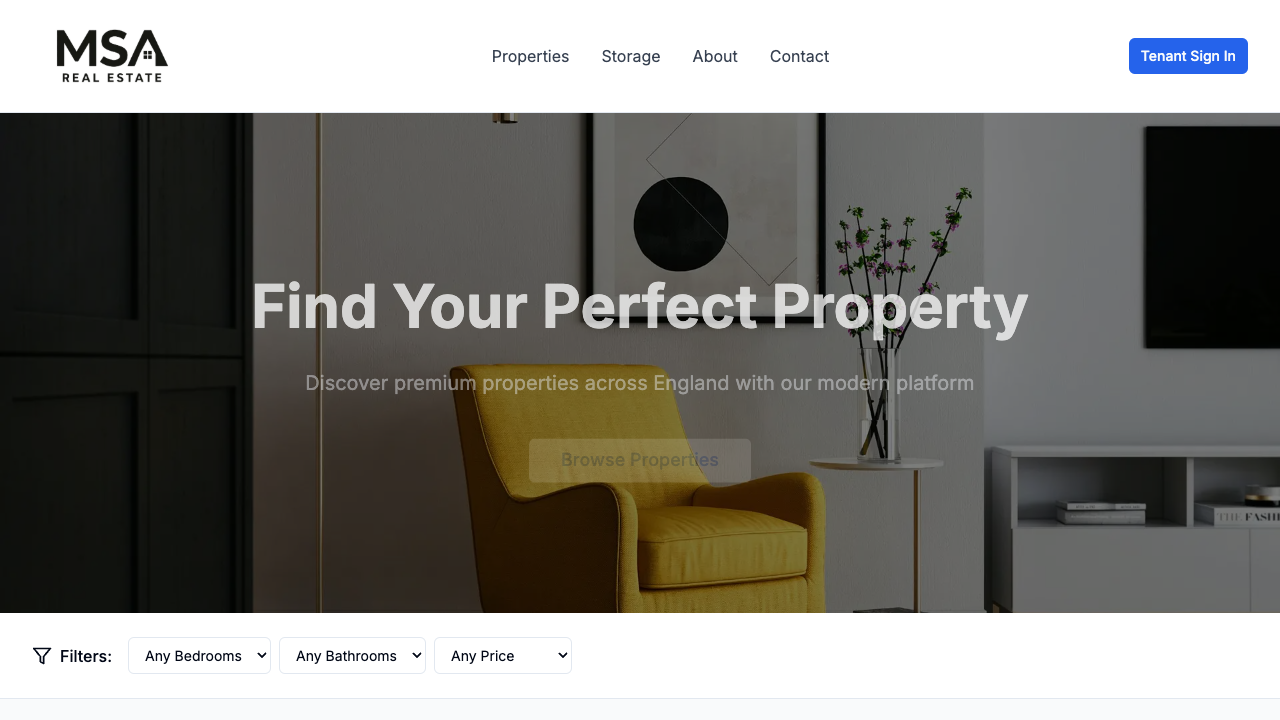 MSA
REAL ESTATE
Properties
Storage
About
Contact
Tenant Sign In
Find Your Perfect Property
Discover premium properties across England with our modern platform
Browse Properties
THE FASHI
Filters:
Any Bedrooms
Any Bathrooms
Any Price